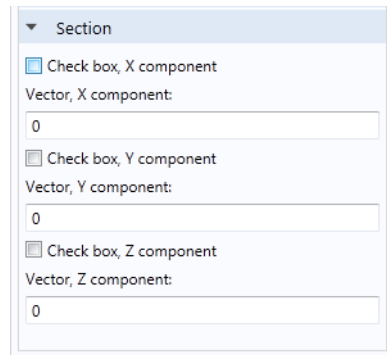 Section
Check box, X component
Vector, X component:
0
Check box, Y component
Vector, Y component:
0
Check box, Z component
Vector, Z component:
0